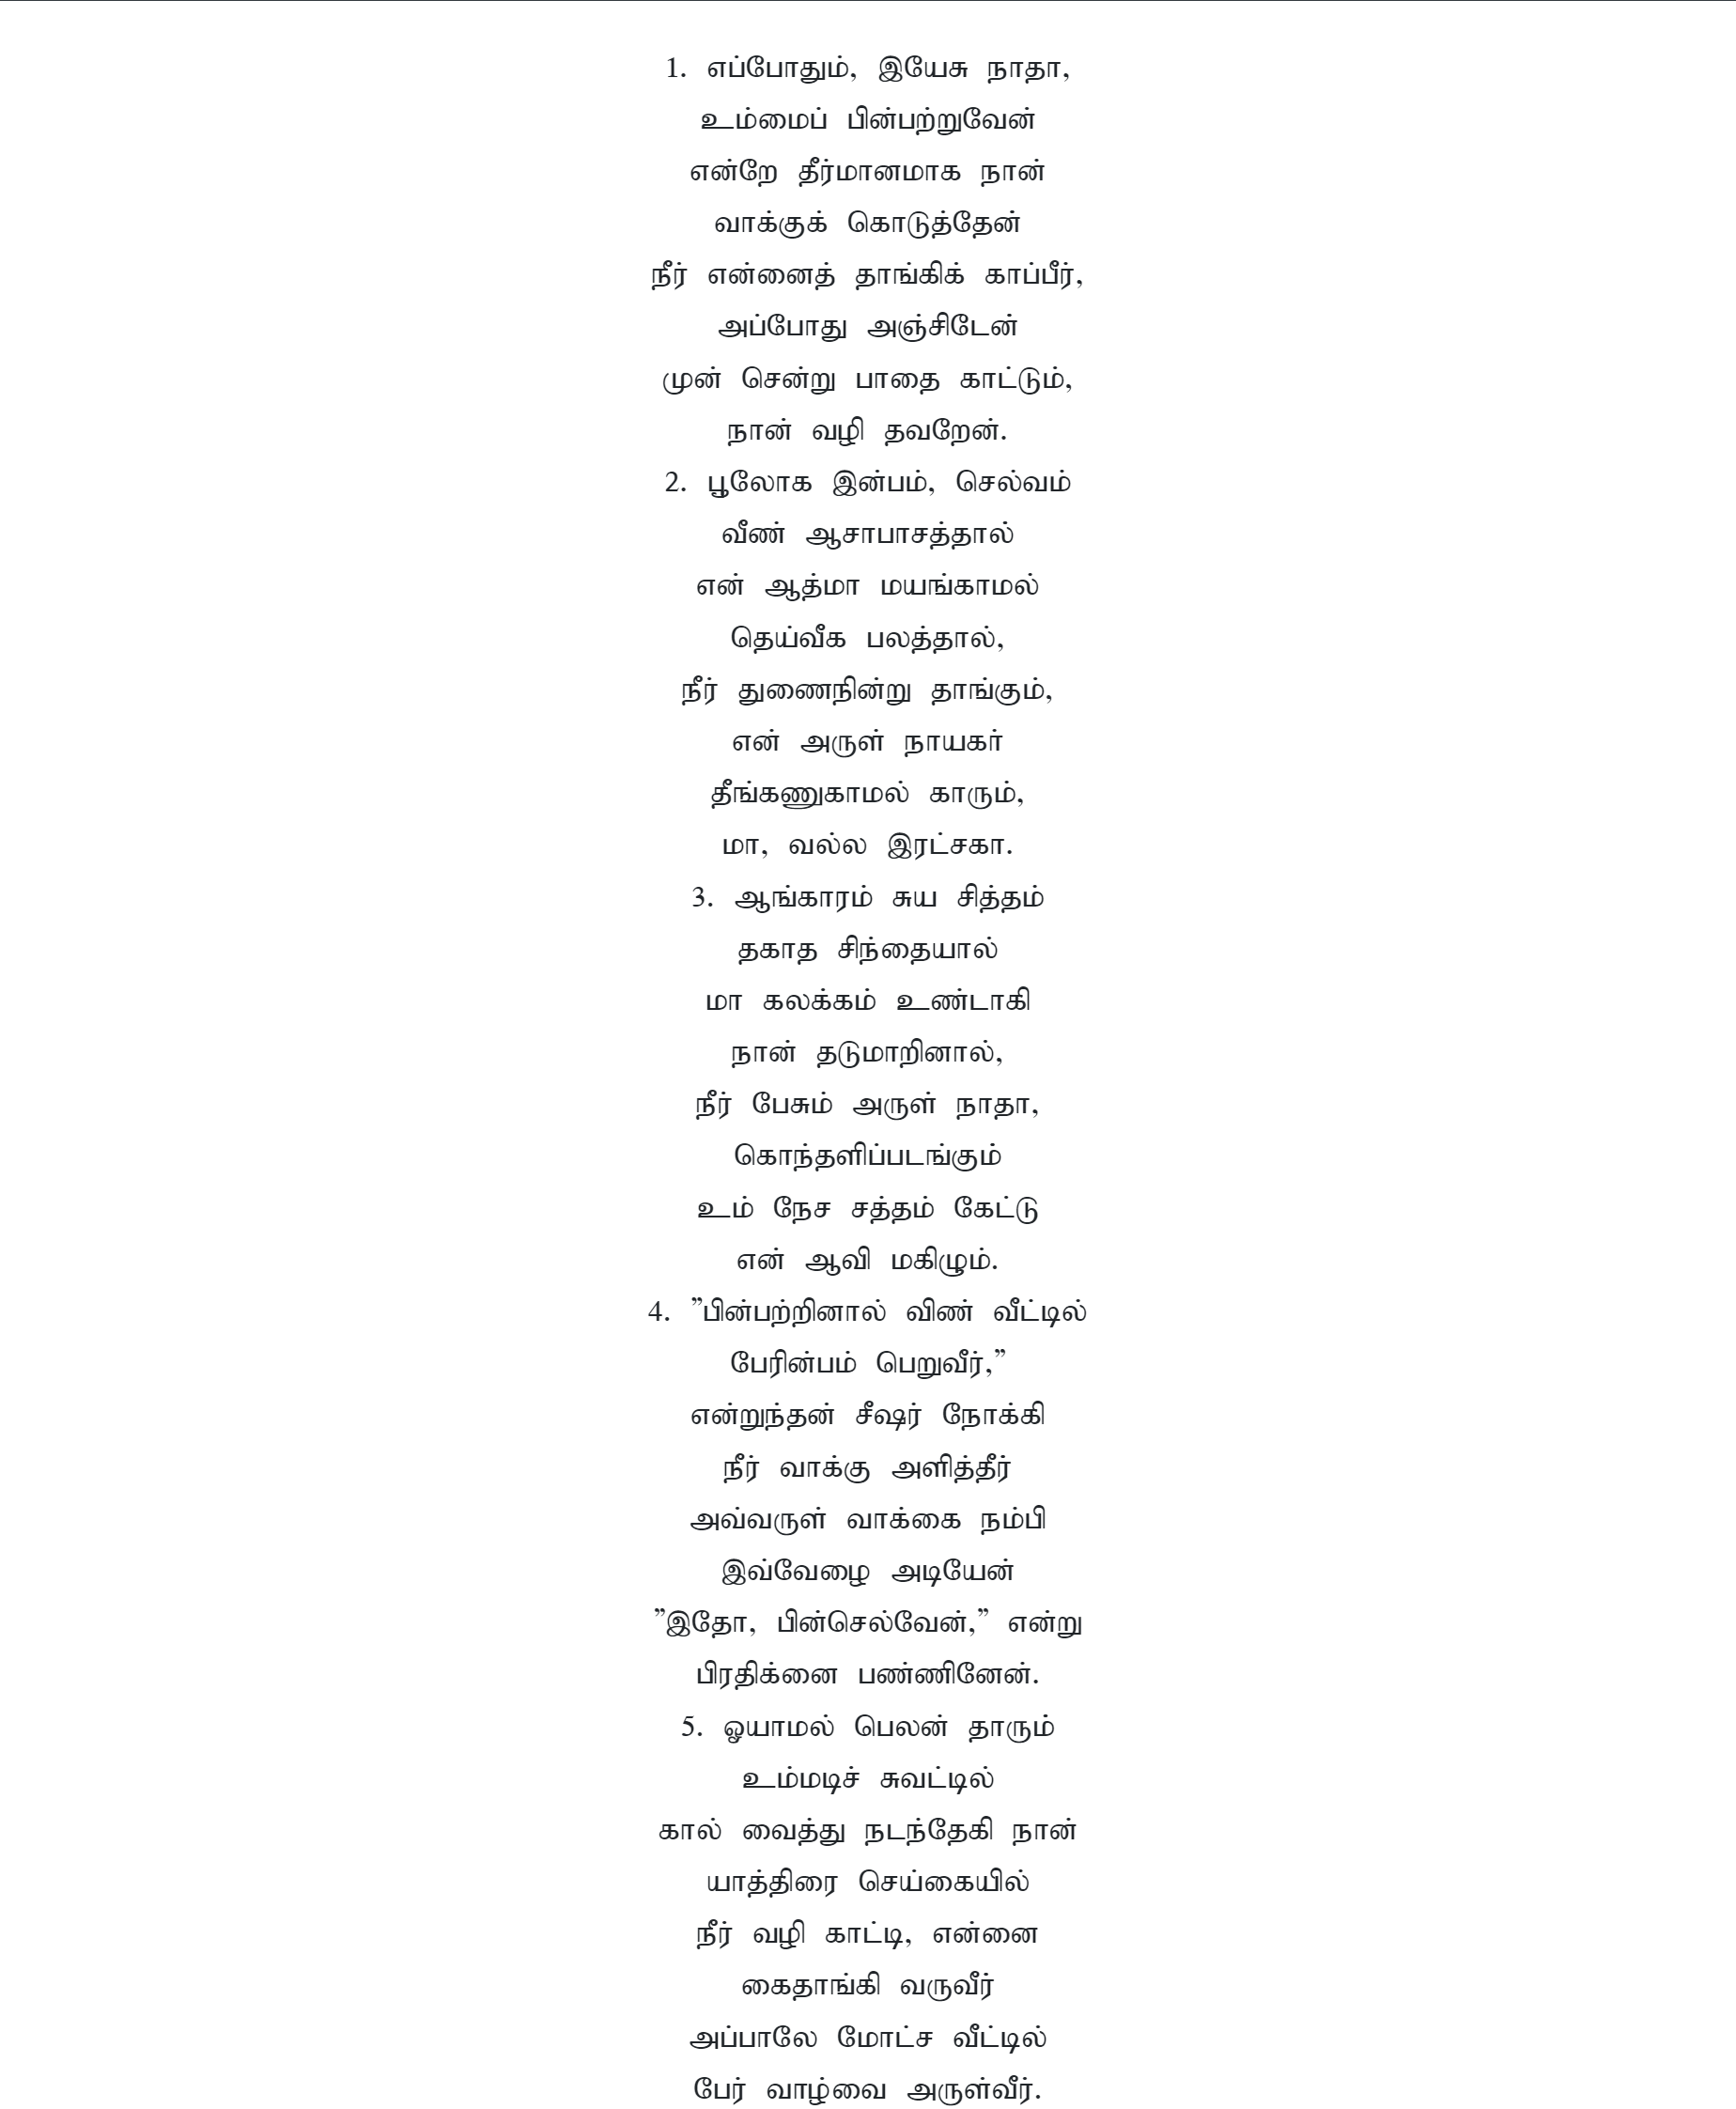 1. எப்போதும், இயேசு நாதா,
உம்மைப் பின்பற்றுவேன்
என்றே தீர்மானமாக நான்
வாக்குக் கொடுத்தேன்
நீர் என்னைத் தாங்கிக் காப்பீர்,
அப்போது அஞ்சிடேன்
முன் சென்று பாதை காட்டும்,
நான் வழி தவறேன்.
2. பூலோக இன்பம், செல்வம்
வீண் ஆசாபாசத்தால்
என் ஆத்மா மயங்காமல்
தெய்வீக பலத்தால்,
நீர் துணைநின்று தாங்கும்,
என் அருள் நாயகர்
தீங்கணுகாமல் காரும்,
மா, வல்ல இரட்சகா.
3. ஆங்காரம் சுய சித்தம்
தகாத சிந்தையால்
மா கலக்கம் உண்டாகி
நான் தடுமாறினால்,
நீர் பேசும் அருள் நாதா,
கொந்தளிப்படங்கும்
உம் நேச சத்தம் கேட்டு
என் ஆவி மகிழும்.
4. ”பின்பற்றினால் விண் வீட்டில்
பேரின்பம் பெறுவீர்,”
என்றுந்தன் சீஷர் நோக்கி
நீர் வாக்கு அளித்தீர்
அவ்வருள் வாக்கை நம்பி
இவ்வேழை அடியேன்
”இதோ, பின்செல்வேன்,” என்று
பிரதிக்னை பண்ணினேன்.
5. ஓயாமல் பெலன் தாரும்
உம்மடிச் சுவட்டில்
கால் வைத்து நடந்தேகி நான்
யாத்திரை செய்கையில்
நீர் வழி காட்டி, என்னை
கைதாங்கி வருவீர்
அப்பாலே மோட்ச வீட்டில்
பேர் வாழ்வை அருள்வீர்.